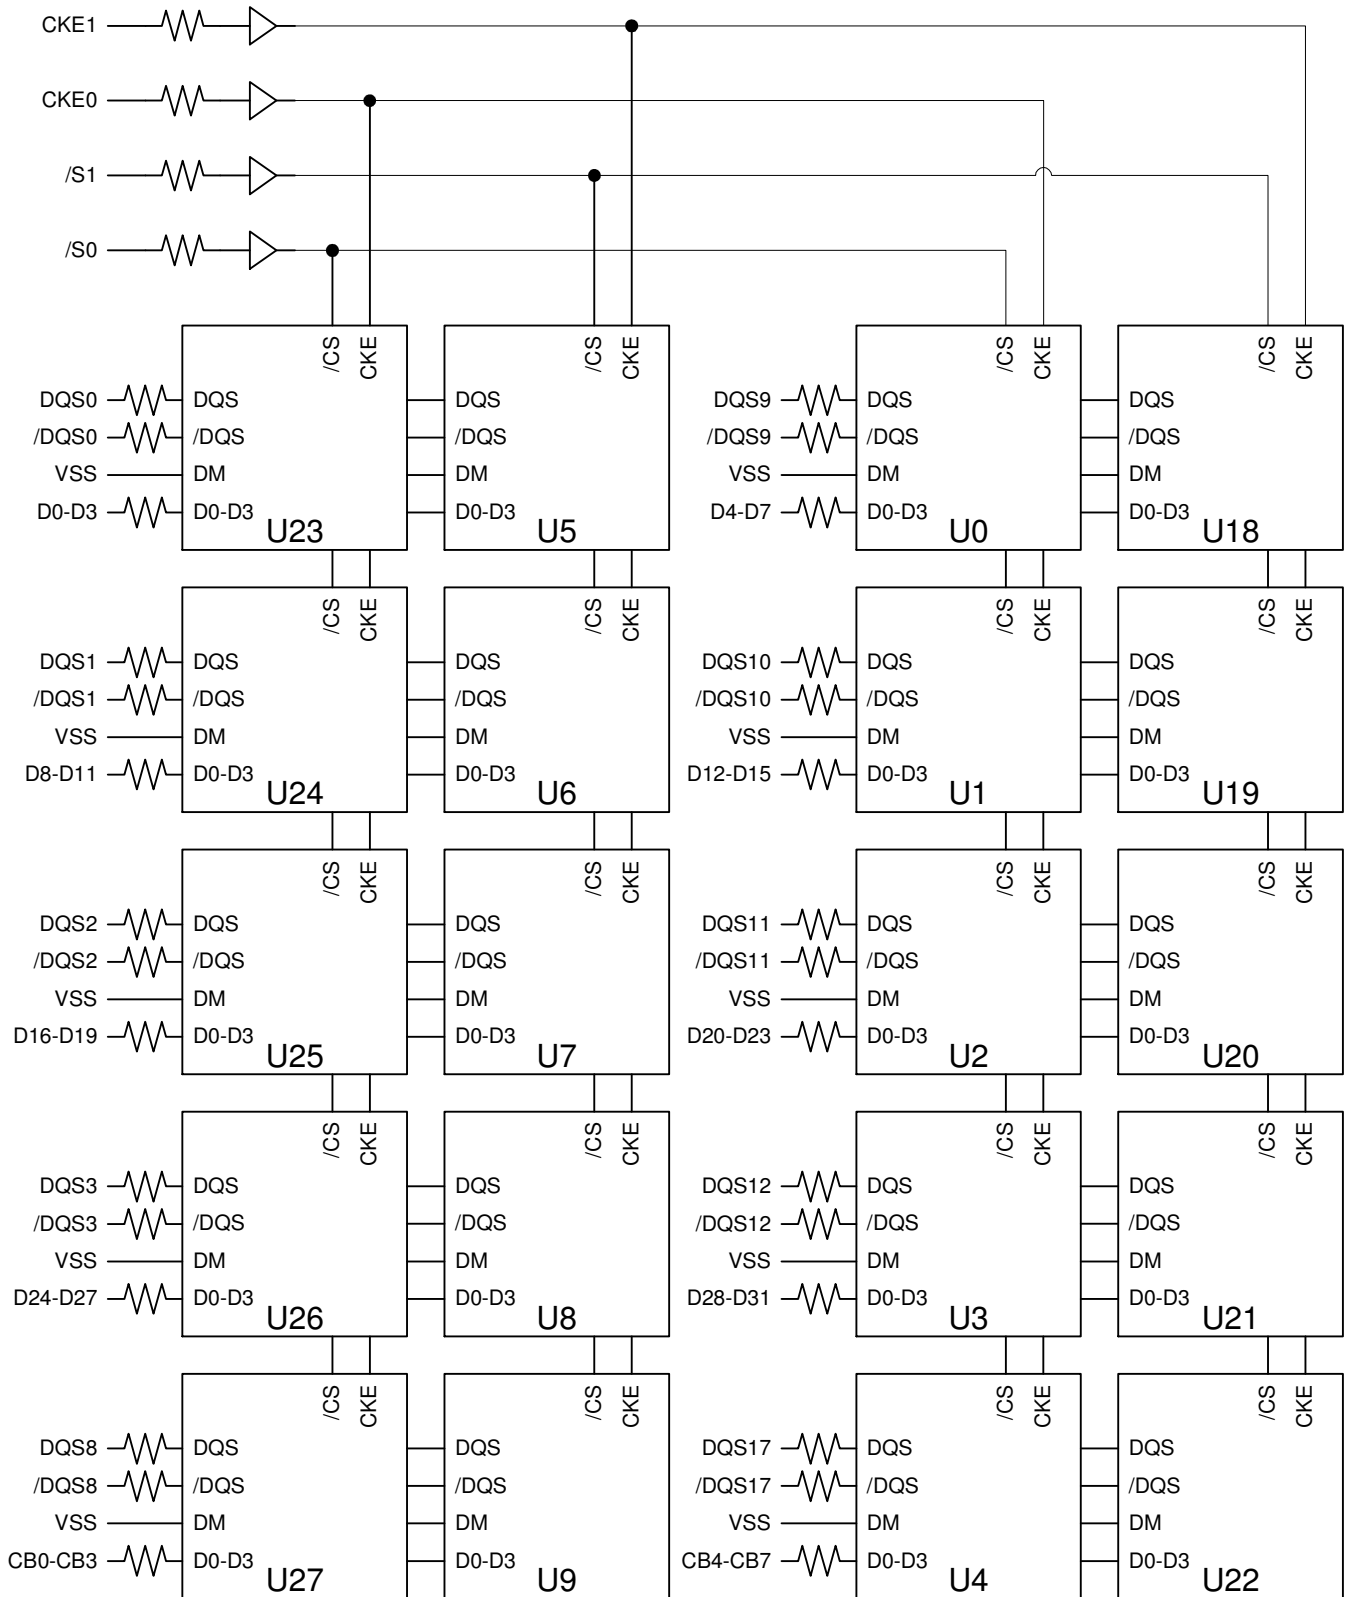 CKE1
CKE0
/S1
/S0
/CS CKE /CS CKE /CS CKE /CS CKE
DQS0 DQS DQS DQS9 DQS DQS
/DQS0 /DQS /DQS /DQS9 /DQS /DQS
VSS DM DM VSS DM DM
D0-D3 D0-D3 D0-D3 D4-D7 D0-D3 D0-D3
U23 U5 U0 U18
/CS CKE /CS CKE /CS CKE /CS CKE
DQS1 DQS DQS DQS10 DQS DQS
/DQS1 /DQS /DQS /DQS10 /DQS /DQS
VSS DM DM VSS DM DM
D8-D11 D0-D3 D0-D3 D12-D15 D0-D3 D0-D3
U24 U6 U1 U19
/CS CKE /CS CKE /CS CKE /CS CKE
DQS2 DQS DQS DQS11 DQS DQS
/DQS2 /DQS /DQS /DQS11 /DQS /DQS
VSS DM DM VSS DM DM
D16-D19 D0-D3 D0-D3 D20-D23 D0-D3 D0-D3
U25 U7 U2 U20
/CS CKE /CS CKE /CS CKE /CS CKE
DQS3 DQS DQS DQS12 DQS DQS
/DQS3 /DQS /DQS /DQS12 /DQS /DQS
VSS DM DM VSS DM DM
D24-D27 D0-D3 D0-D3 D28-D31 D0-D3 D0-D3
U26 U8 U3 U21
/CS CKE /CS CKE /CS CKE /CS CKE
DQS8 DQS DQS DQS17 DQS DQS
/DQS8 /DQS /DQS /DQS17 /DQS /DQS
VSS DM DM VSS DM DM
CB0-CB3 D0-D3 D0-D3 CB4-CB7 D0-D3 D0-D3
U27 U9 U4 U22